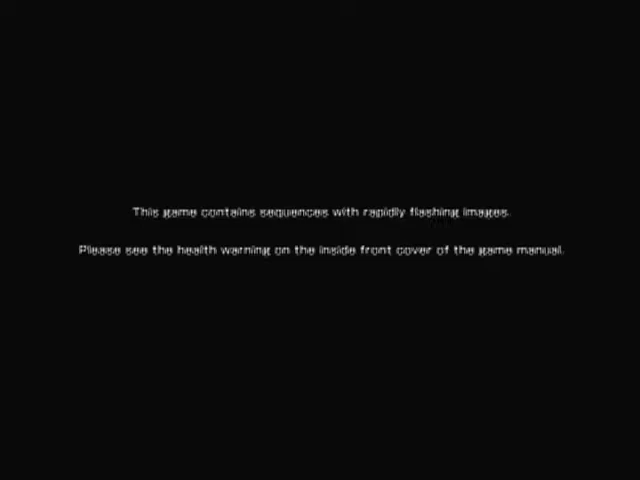 This game contains sequences with rapidly flashing images.
Please see the health warning on the inside front cover of the game manual.